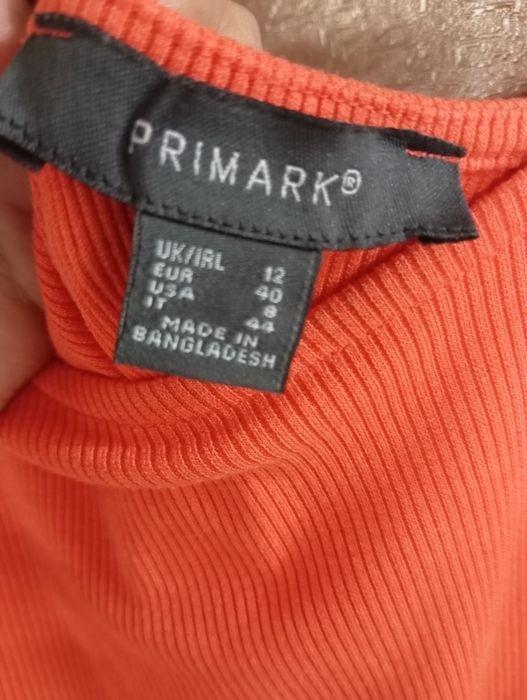 PRIMARK®
UK/IRL 12
EUR 40
USA 8
IT 44
MADE IN
BANGLADESH